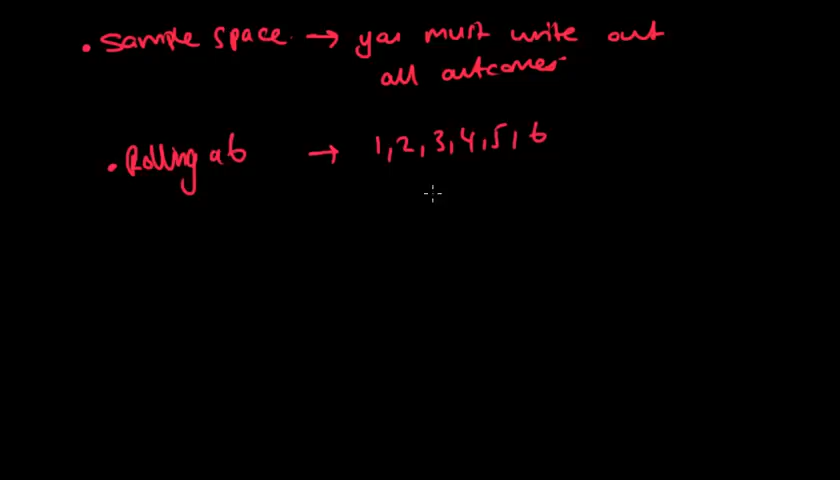 • Sample space → you must write out
all outcomes
• Rolling a 6 → 1, 2, 3, 4, 5, 6